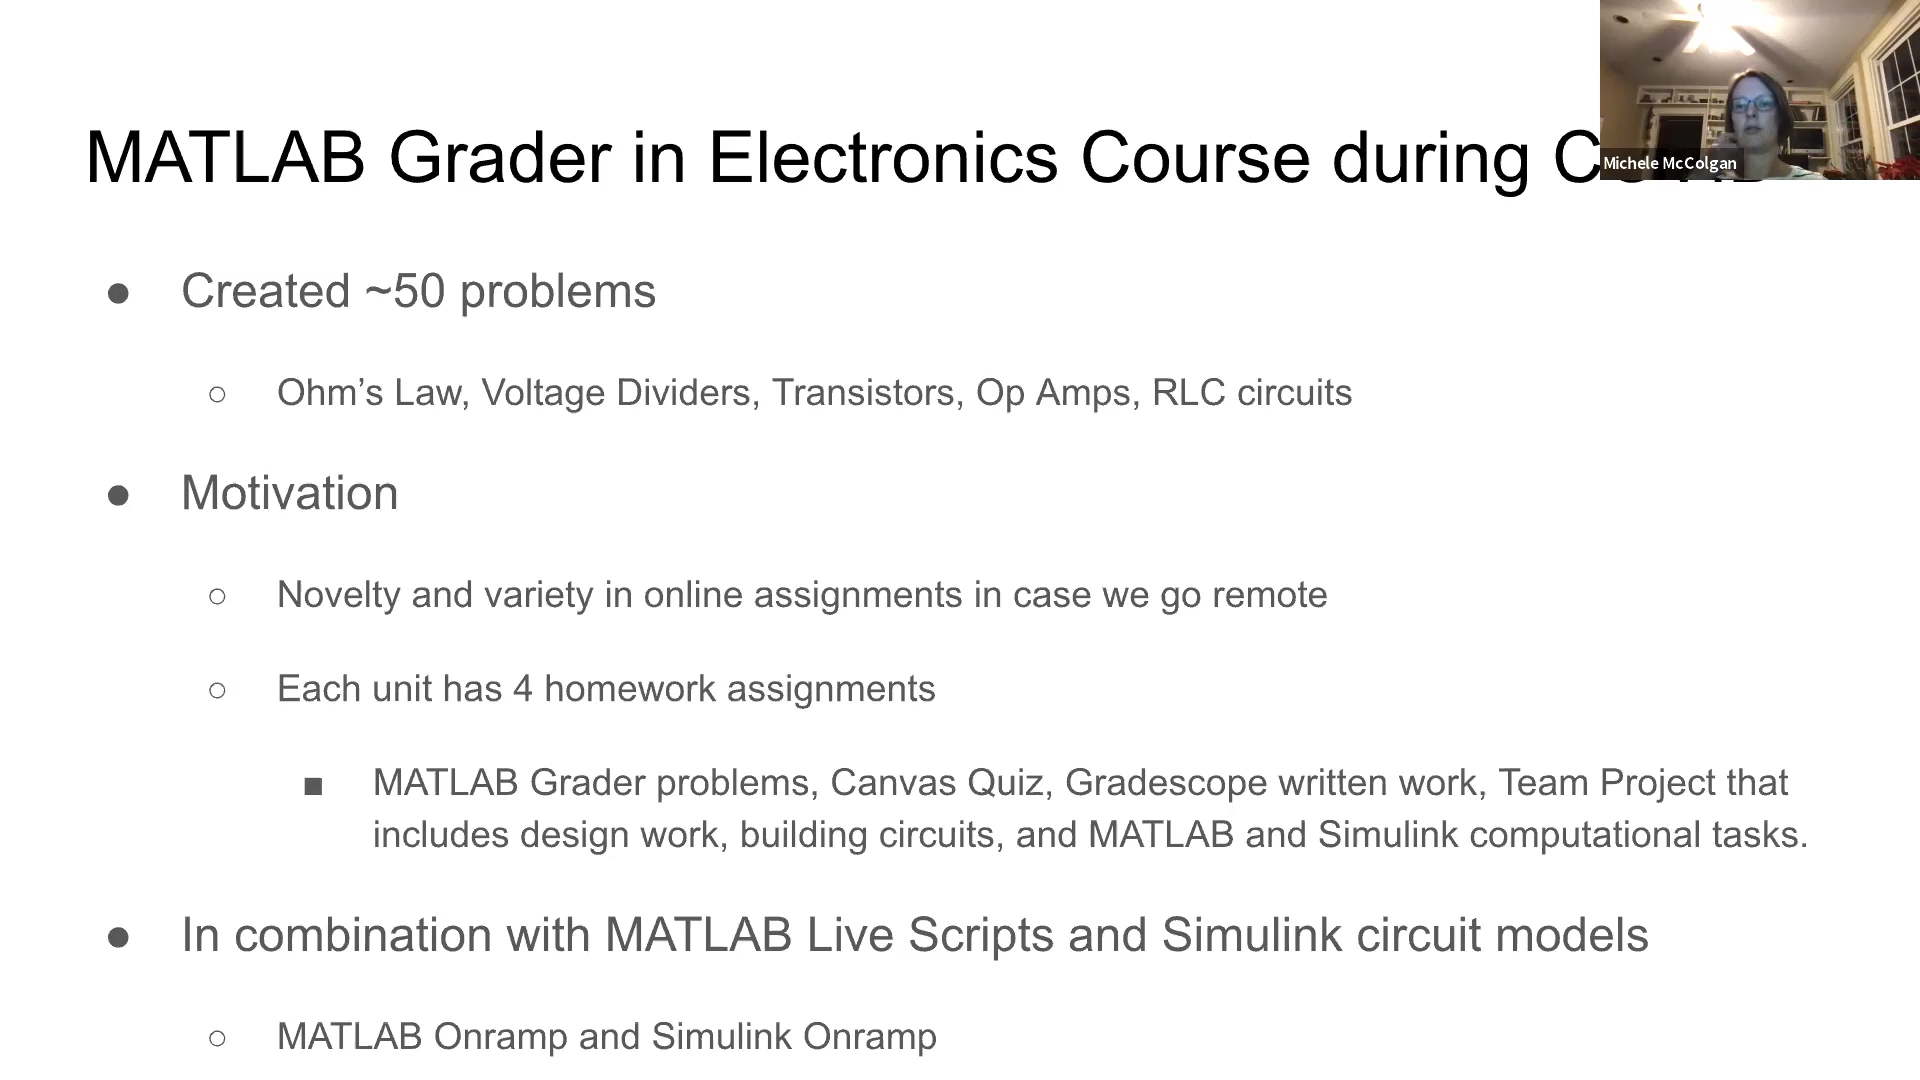 MATLAB Grader in Electronics Course during
Michele McColgan
● Created ~50 problems
○ Ohm’s Law, Voltage Dividers, Transistors, Op Amps, RLC circuits
● Motivation
○ Novelty and variety in online assignments in case we go remote
○ Each unit has 4 homework assignments
■ MATLAB Grader problems, Canvas Quiz, Gradescope written work, Team Project that
includes design work, building circuits, and MATLAB and Simulink computational tasks.
● In combination with MATLAB Live Scripts and Simulink circuit models
○ MATLAB Onramp and Simulink Onramp